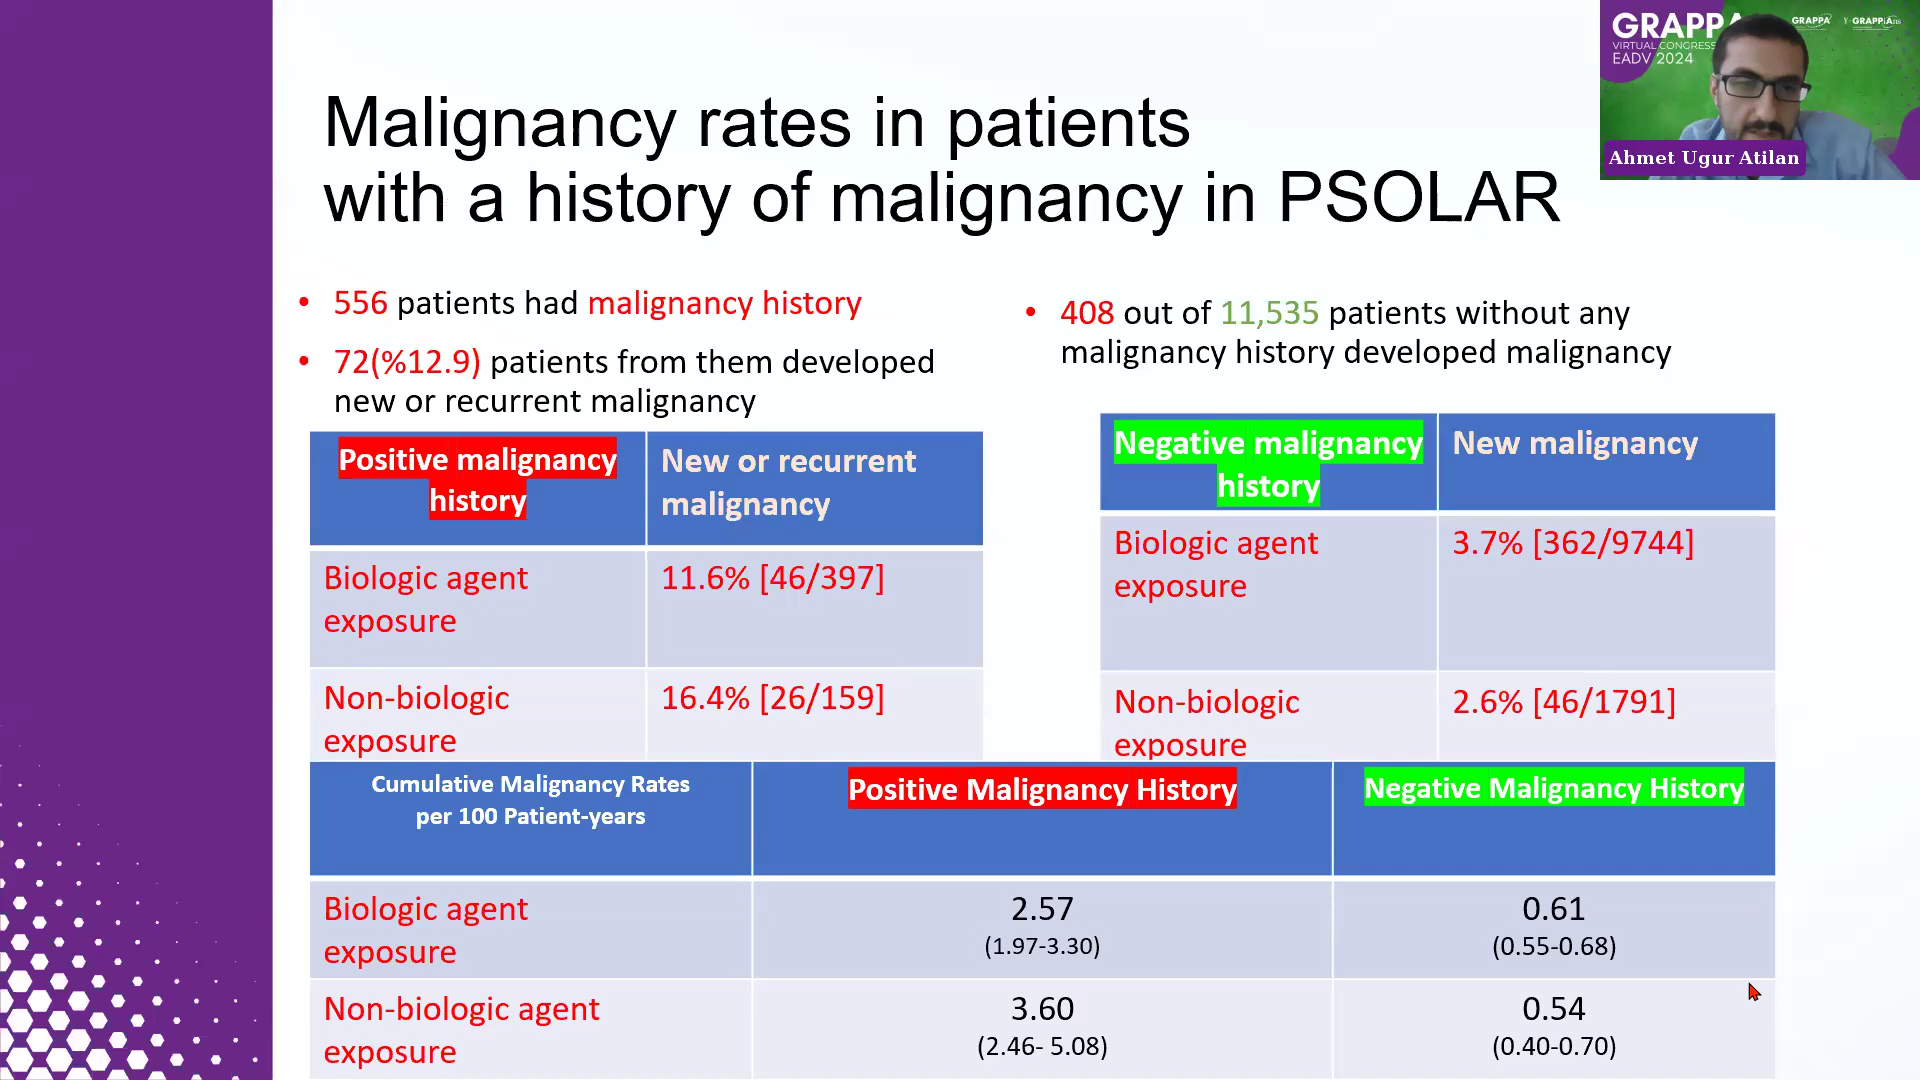 Malignancy rates in patients
with a history of malignancy in PSOLAR
GRAPPA
VIRTUAL CONGRESS
EADV 2024
GRAPPA
Y-GRAPPIAns
Ahmet Ugur Atilan
• 556 patients had malignancy history
• 72(%12.9) patients from them developed
new or recurrent malignancy
• 408 out of 11,535 patients without any
malignancy history developed malignancy
Positive malignancy
history
New or recurrent
malignancy
Biologic agent
exposure
11.6% [46/397]
Non-biologic
exposure
16.4% [26/159]
Negative malignancy
history
New malignancy
Biologic agent
exposure
3.7% [362/9744]
Non-biologic
exposure
2.6% [46/1791]
Cumulative Malignancy Rates
per 100 Patient-years
Positive Malignancy History
Negative Malignancy History
Biologic agent
exposure
2.57
(1.97-3.30)
0.61
(0.55-0.68)
Non-biologic agent
exposure
3.60
(2.46- 5.08)
0.54
(0.40-0.70)